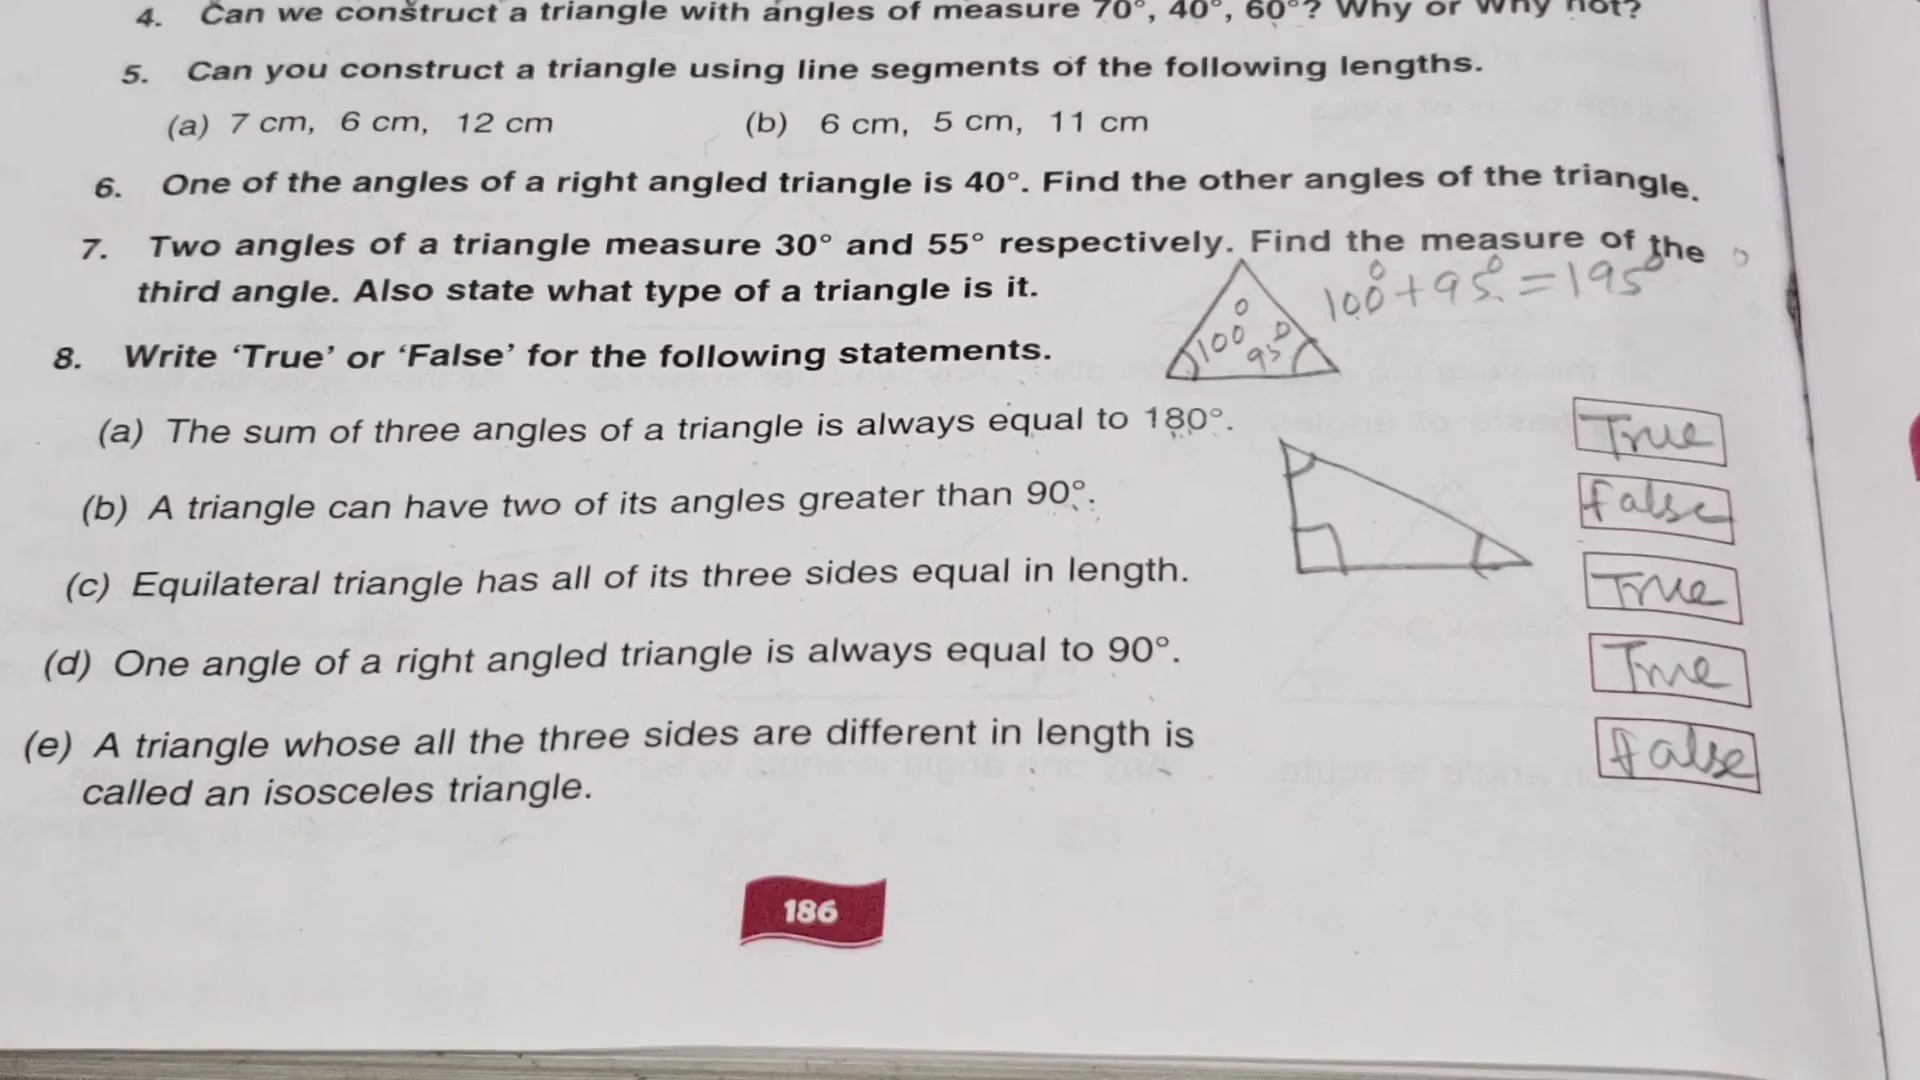 4. Can we construct a triangle with angles of measure 70°, 40°, 60°? Why or Why not?
5. Can you construct a triangle using line segments of the following lengths.
(a) 7 cm, 6 cm, 12 cm (b) 6 cm, 5 cm, 11 cm
6. One of the angles of a right angled triangle is 40°. Find the other angles of the triangle.
7. Two angles of a triangle measure 30° and 55° respectively. Find the measure of the
third angle. Also state what type of a triangle is it.
100° + 95° = 195°
100° 95°
8. Write ‘True’ or ‘False’ for the following statements.
(a) The sum of three angles of a triangle is always equal to 180°. True
(b) A triangle can have two of its angles greater than 90°. false
(c) Equilateral triangle has all of its three sides equal in length. True
(d) One angle of a right angled triangle is always equal to 90°. True
(e) A triangle whose all the three sides are different in length is false
called an isosceles triangle.
186